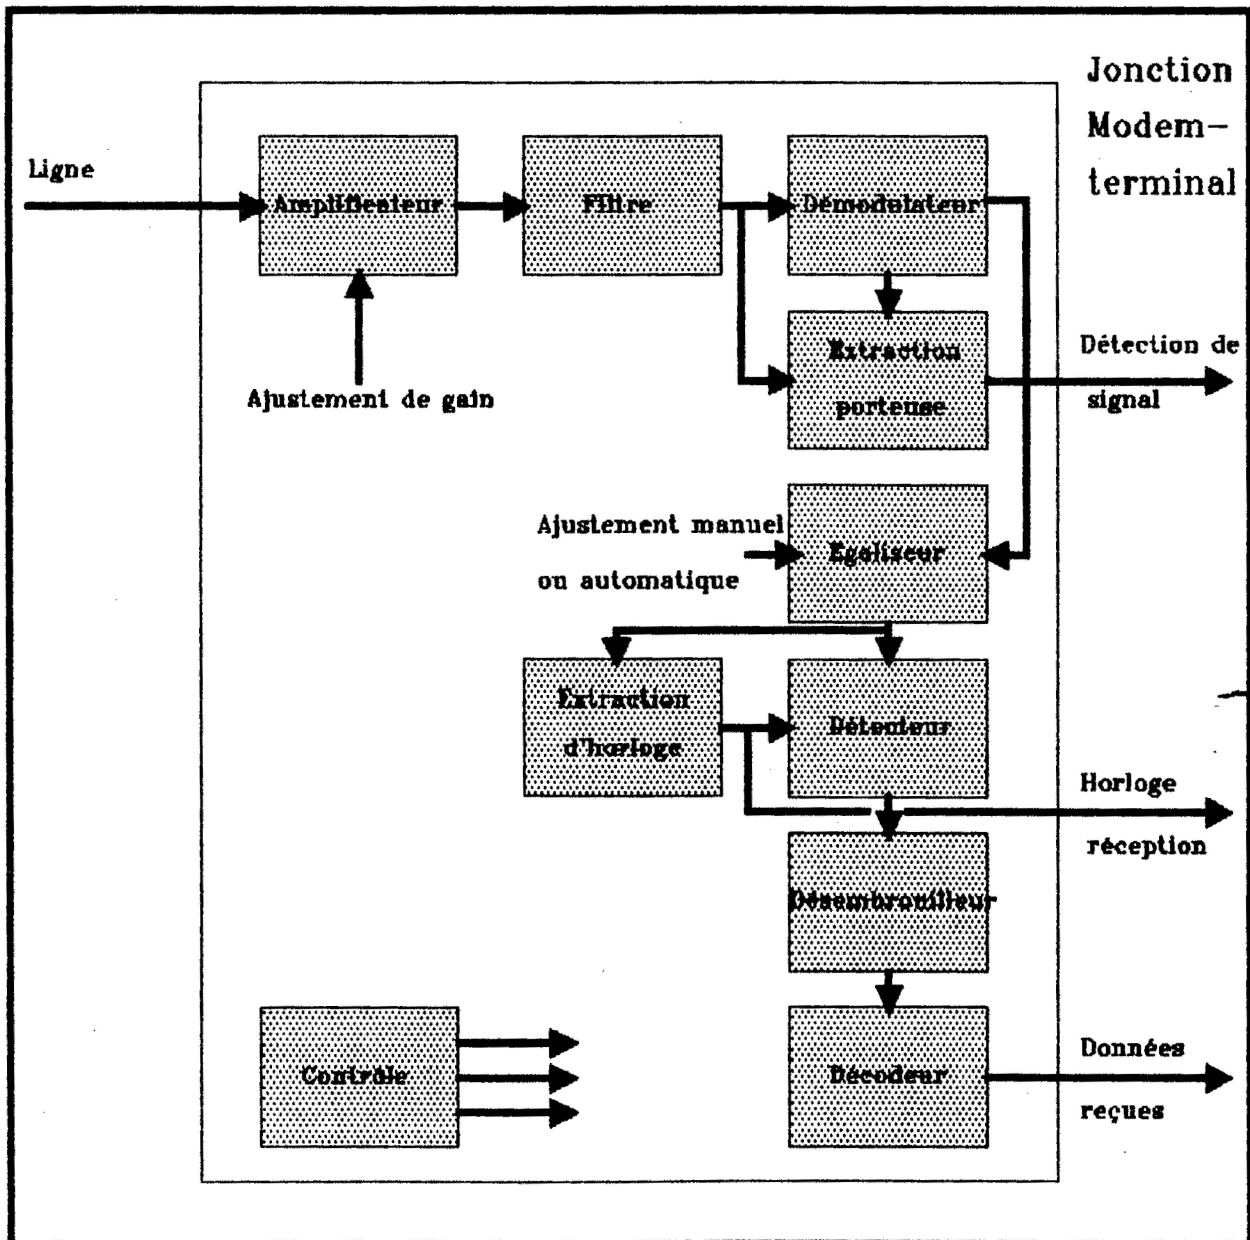 Jonction
Modem-
terminal
Ligne
Amplificateur
Filtre
Démodulateur
Extraction
porteuse
Détection de
signal
Ajustement de gain
Ajustement manuel
ou automatique
Egaliseur
Extraction
d'horloge
Détecteur
Horloge
réception
Désembrouilleur
Contrôle
Décodeur
Données
reçues